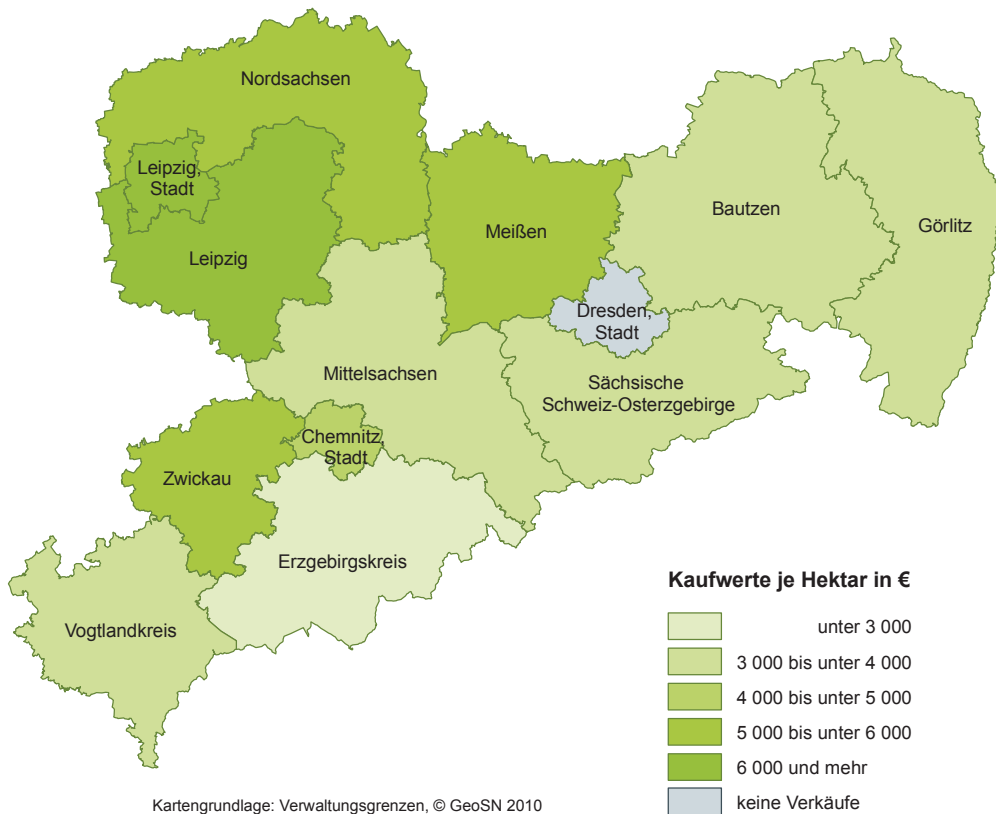 Nordsachsen
Leipzig,
Stadt
Leipzig
Meißen
Bautzen
Görlitz
Dresden,
Stadt
Mittelsachsen
Sächsische
Schweiz-Osterzgebirge
Chemnitz,
Stadt
Zwickau
Erzgebirgskreis
Vogtlandkreis
Kaufwerte je Hektar in €
unter 3 000
3 000 bis unter 4 000
4 000 bis unter 5 000
5 000 bis unter 6 000
6 000 und mehr
keine Verkäufe
Kartengrundlage: Verwaltungsgrenzen, © GeoSN 2010